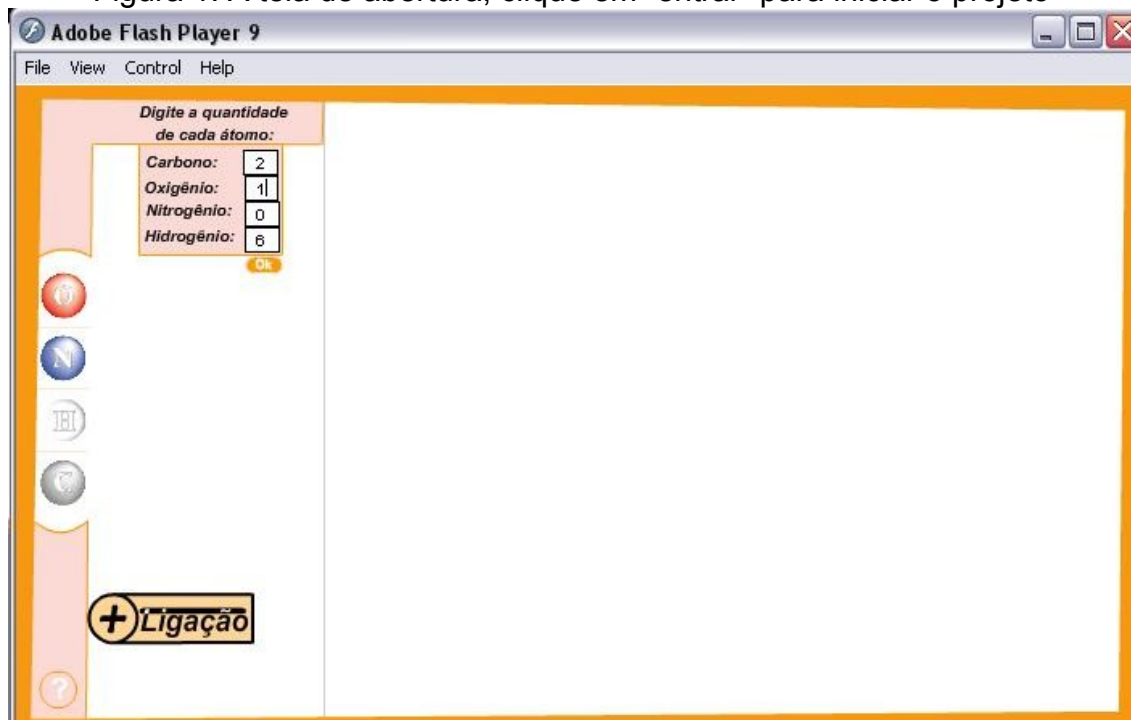 Adobe Flash Player 9
File View Control Help
Digite a quantidade
de cada átomo:
Carbono: 2
Oxigênio: 1
Nitrogênio: 0
Hidrogênio: 6
Ok
O
N
H
C
+ Ligação
?